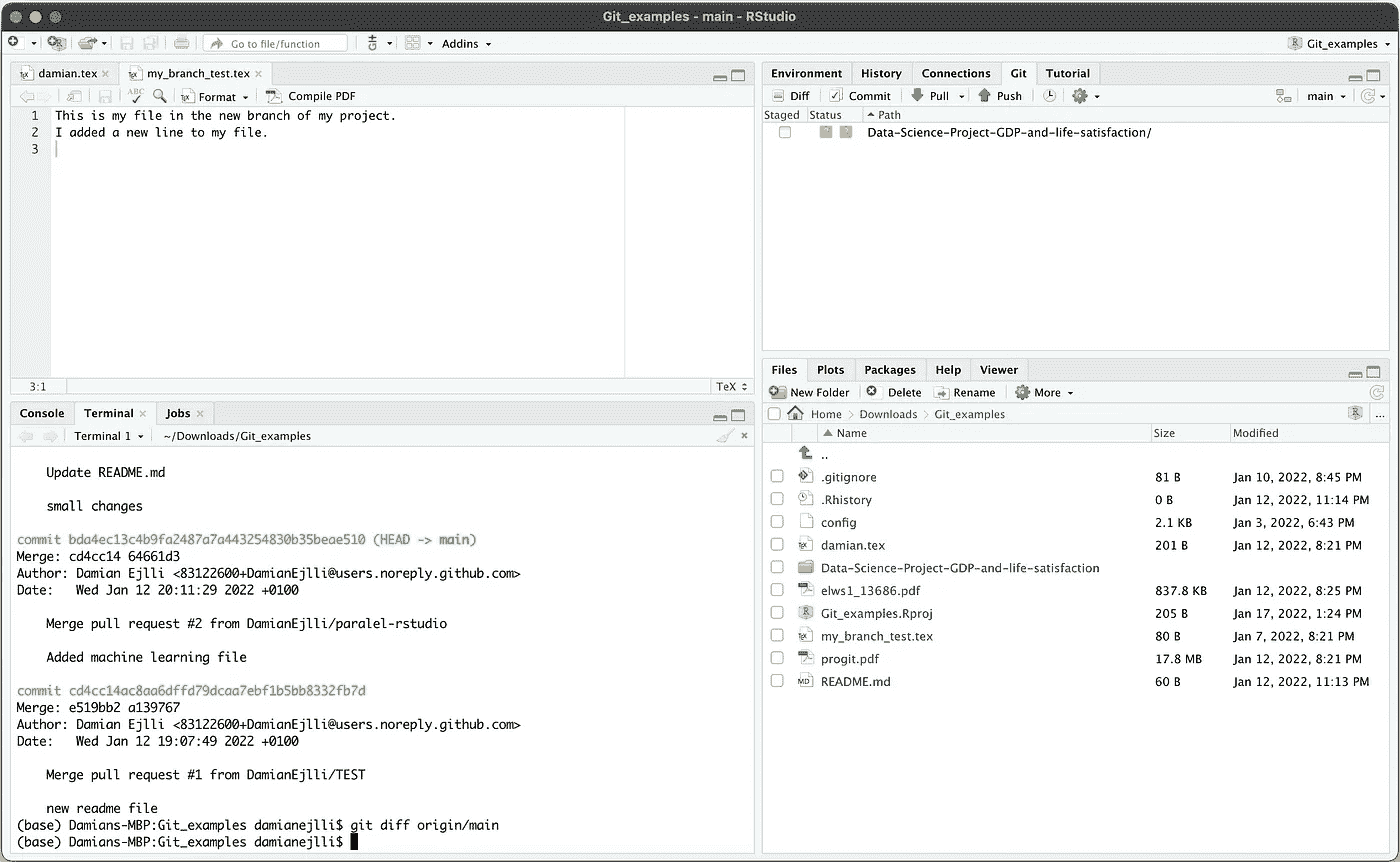 Git_examples - main - RStudio
Go to file/function
Addins
Git_examples
damian.tex
my_branch_test.tex
ABC
Format
Compile PDF
1 This is my file in the new branch of my project.
2 I added a new line to my file.
3
3:1
TeX
Console Terminal Jobs
Terminal 1 ~/Downloads/Git_examples
Update README.md
small changes
commit bda4ec13c4b9fa2487a7a443254830b35beae510 (HEAD -> main)
Merge: cd4cc14 64661d3
Author: Damian Ejlli <83122600+DamianEjlli@users.noreply.github.com>
Date:   Wed Jan 12 20:11:29 2022 +0100
Merge pull request #2 from DamianEjlli/paralel-rstudio
Added machine learning file
commit cd4cc14ac8aa6dffd79dcaa7ebf1b5bb8332fb7d
Merge: e519bb2 a139767
Author: Damian Ejlli <83122600+DamianEjlli@users.noreply.github.com>
Date:   Wed Jan 12 19:07:49 2022 +0100
Merge pull request #1 from DamianEjlli/TEST
new readme file
(base) Damians-MBP:Git_examples damianejlli$ git diff origin/main
(base) Damians-MBP:Git_examples damianejlli$
Environment History Connections Git Tutorial
Diff Commit Pull Push main
Staged Status Path
? ? Data-Science-Project-GDP-and-life-satisfaction/
Files Plots Packages Help Viewer
New Folder Delete Rename More
Home Downloads Git_examples ...
Name Size Modified
..
.gitignore 81 B Jan 10, 2022, 8:45 PM
.Rhistory 0 B Jan 12, 2022, 11:14 PM
config 2.1 KB Jan 3, 2022, 6:43 PM
damian.tex 201 B Jan 12, 2022, 8:21 PM
Data-Science-Project-GDP-and-life-satisfaction
elws1_13686.pdf 837.8 KB Jan 12, 2022, 8:25 PM
Git_examples.Rproj 205 B Jan 17, 2022, 1:24 PM
my_branch_test.tex 80 B Jan 7, 2022, 8:21 PM
progit.pdf 17.8 MB Jan 12, 2022, 8:21 PM
README.md 60 B Jan 12, 2022, 11:13 PM